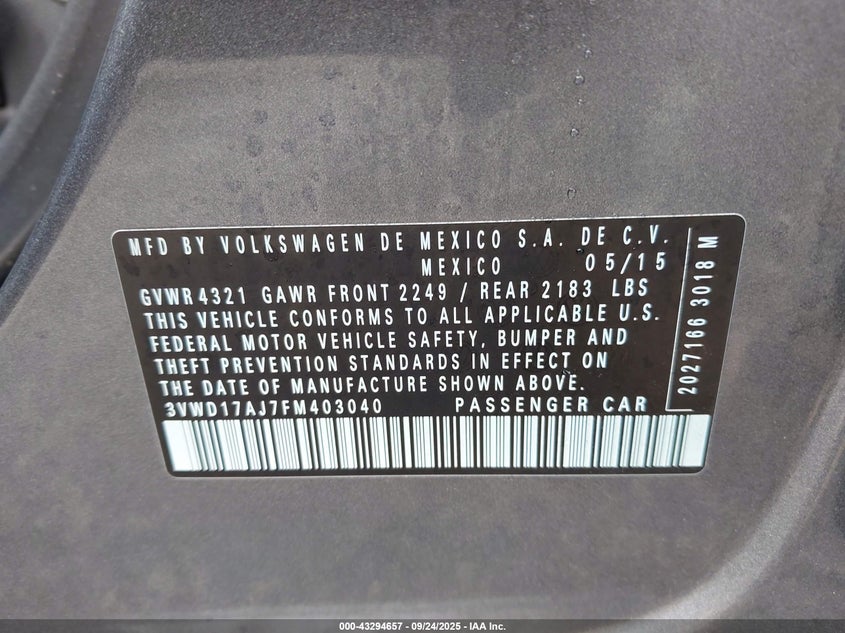 MFD BY VOLKSWAGEN DE MEXICO S.A. DE C.V.
MEXICO 05/15
GVWR 4321 GAWR FRONT 2249 / REAR 2183 LBS
THIS VEHICLE CONFORMS TO ALL APPLICABLE U.S.
FEDERAL MOTOR VEHICLE SAFETY, BUMPER AND
THEFT PREVENTION STANDARDS IN EFFECT ON
THE DATE OF MANUFACTURE SHOWN ABOVE.
3VWD17AJ7FM403040 PASSENGER CAR
2027166 3018 M
000-43294657 - 09/24/2025 - IAA Inc.